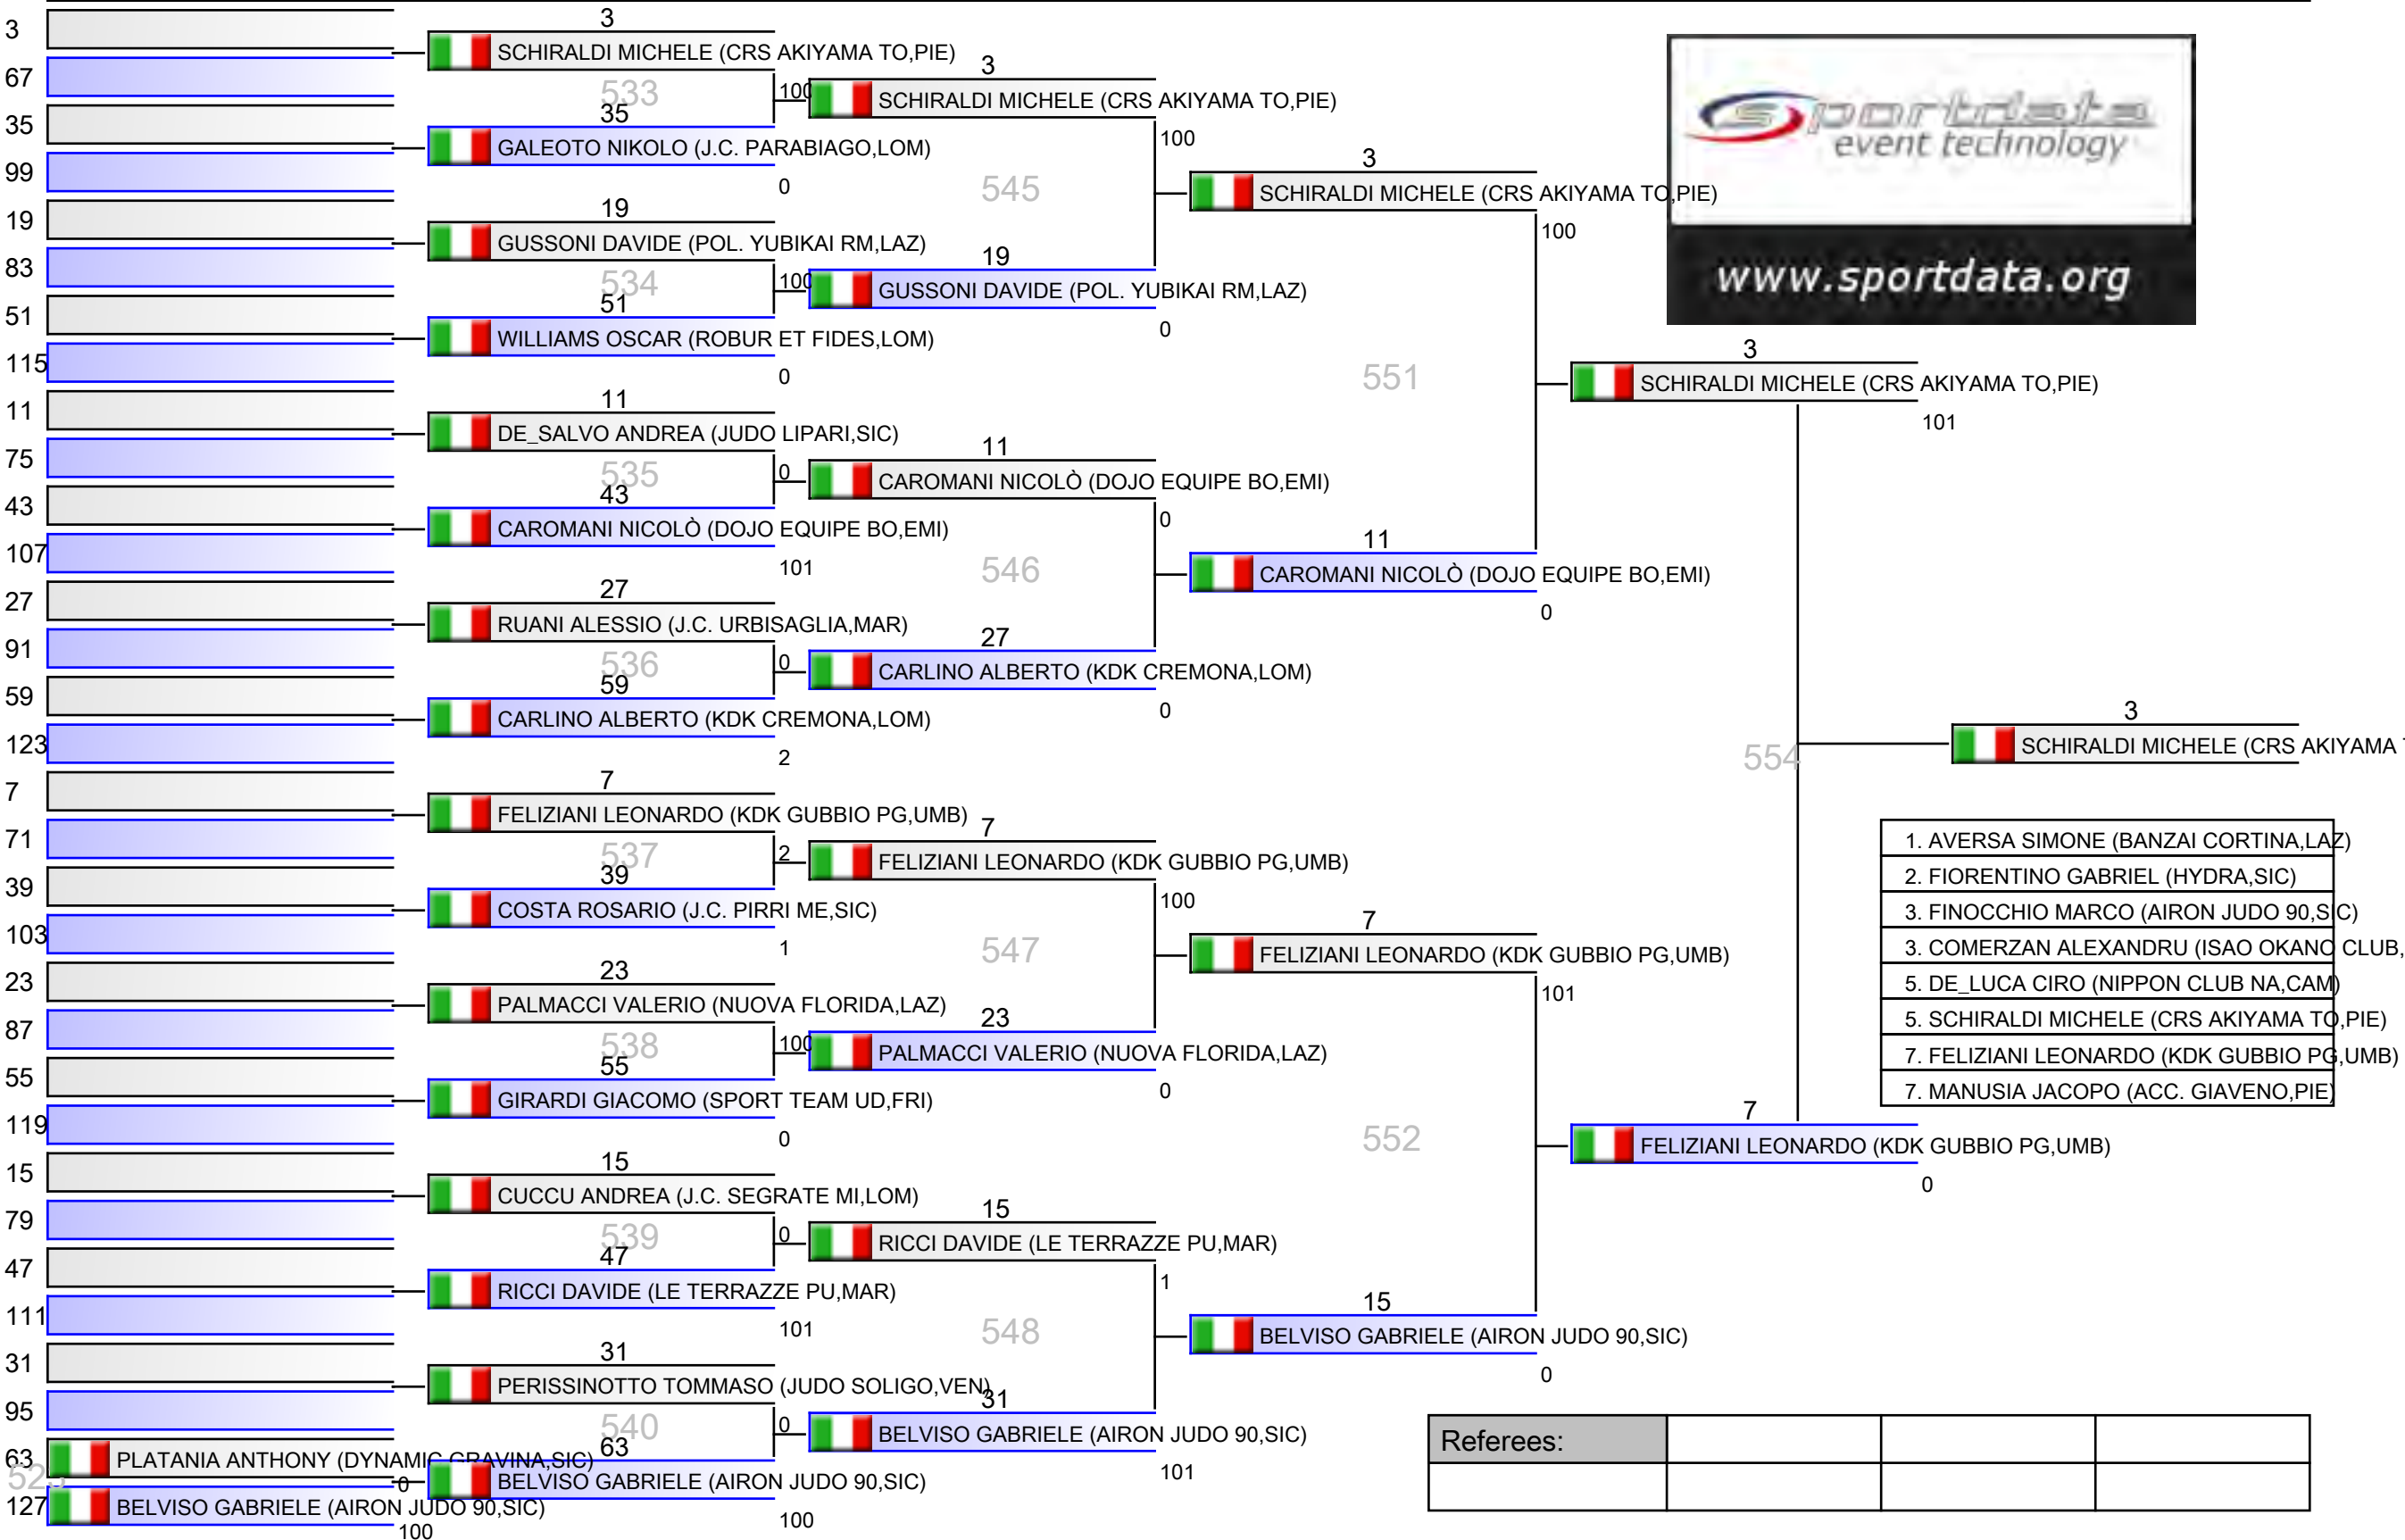 3
67
35
99
19
83
51
115
11
75
43
107
27
91
59
123
7
71
39
103
23
87
55
119
15
79
47
111
31
95
63
PLATANIA ANTHONY (DYNAMIC GRAVINA,SIC)
0
127
BELVISO GABRIELE (AIRON JUDO 90,SIC)
100
3
SCHIRALDI MICHELE (CRS AKIYAMA TO,PIE)
533
100
35
GALEOTO NIKOLO (J.C. PARABIAGO,LOM)
0
19
GUSSONI DAVIDE (POL. YUBIKAI RM,LAZ)
534
100
51
WILLIAMS OSCAR (ROBUR ET FIDES,LOM)
0
11
DE_SALVO ANDREA (JUDO LIPARI,SIC)
535
0
43
CAROMANI NICOLÒ (DOJO EQUIPE BO,EMI)
101
27
RUANI ALESSIO (J.C. URBISAGLIA,MAR)
536
0
59
CARLINO ALBERTO (KDK CREMONA,LOM)
2
7
FELIZIANI LEONARDO (KDK GUBBIO PG,UMB)
537
2
39
COSTA ROSARIO (J.C. PIRRI ME,SIC)
1
23
PALMACCI VALERIO (NUOVA FLORIDA,LAZ)
538
100
55
GIRARDI GIACOMO (SPORT TEAM UD,FRI)
0
15
CUCCU ANDREA (J.C. SEGRATE MI,LOM)
539
0
47
RICCI DAVIDE (LE TERRAZZE PU,MAR)
101
31
PERISSINOTTO TOMMASO (JUDO SOLIGO,VEN)
540
0
63
BELVISO GABRIELE (AIRON JUDO 90,SIC)
100
3
SCHIRALDI MICHELE (CRS AKIYAMA TO,PIE)
100
545
19
GUSSONI DAVIDE (POL. YUBIKAI RM,LAZ)
0
11
CAROMANI NICOLÒ (DOJO EQUIPE BO,EMI)
0
546
27
CARLINO ALBERTO (KDK CREMONA,LOM)
0
7
FELIZIANI LEONARDO (KDK GUBBIO PG,UMB)
100
547
23
PALMACCI VALERIO (NUOVA FLORIDA,LAZ)
0
15
RICCI DAVIDE (LE TERRAZZE PU,MAR)
1
548
31
BELVISO GABRIELE (AIRON JUDO 90,SIC)
101
3
SCHIRALDI MICHELE (CRS AKIYAMA TO,PIE)
100
551
11
CAROMANI NICOLÒ (DOJO EQUIPE BO,EMI)
0
7
FELIZIANI LEONARDO (KDK GUBBIO PG,UMB)
101
552
15
BELVISO GABRIELE (AIRON JUDO 90,SIC)
0
sportdata
event technology
www.sportdata.org
3
SCHIRALDI MICHELE (CRS AKIYAMA TO,PIE)
101
554
7
FELIZIANI LEONARDO (KDK GUBBIO PG,UMB)
0
3
SCHIRALDI MICHELE (CRS AKIYAMA
1. AVERSA SIMONE (BANZAI CORTINA,LAZ)
2. FIORENTINO GABRIEL (HYDRA,SIC)
3. FINOCCHIO MARCO (AIRON JUDO 90,SIC)
3. COMERZAN ALEXANDRU (ISAO OKANO CLUB,
5. DE_LUCA CIRO (NIPPON CLUB NA,CAM)
5. SCHIRALDI MICHELE (CRS AKIYAMA TO,PIE)
7. FELIZIANI LEONARDO (KDK GUBBIO PG,UMB)
7. MANUSIA JACOPO (ACC. GIAVENO,PIE)
Referees: